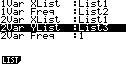 1Var XList :List1
1Var Freq :List2
2Var XList :List1
2Var YList :List3
2Var Freq :1
LIST